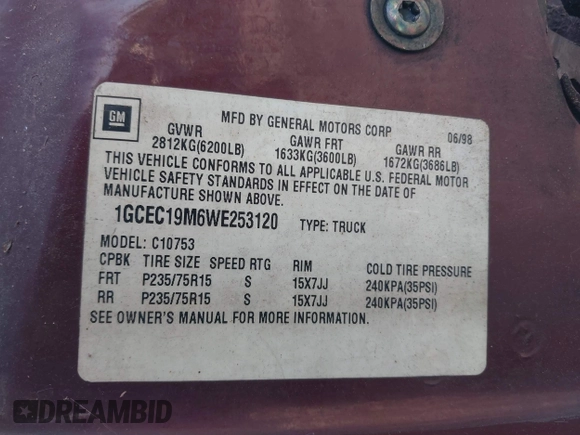 GM
MFD BY GENERAL MOTORS CORP
06/98
GVWR GAWR FRT GAWR RR
2812KG(6200LB) 1633KG(3600LB) 1672KG(3686LB)
THIS VEHICLE CONFORMS TO ALL APPLICABLE U.S. FEDERAL MOTOR
VEHICLE SAFETY STANDARDS IN EFFECT ON THE DATE OF
MANUFACTURE SHOWN ABOVE.
1GCEC19M6WE253120 TYPE: TRUCK
MODEL: C10753
CPBK TIRE SIZE SPEED RTG RIM COLD TIRE PRESSURE
FRT P235/75R15 S 15X7JJ 240KPA(35PSI)
RR P235/75R15 S 15X7JJ 240KPA(35PSI)
SEE OWNER'S MANUAL FOR MORE INFORMATION.
DREAMBID